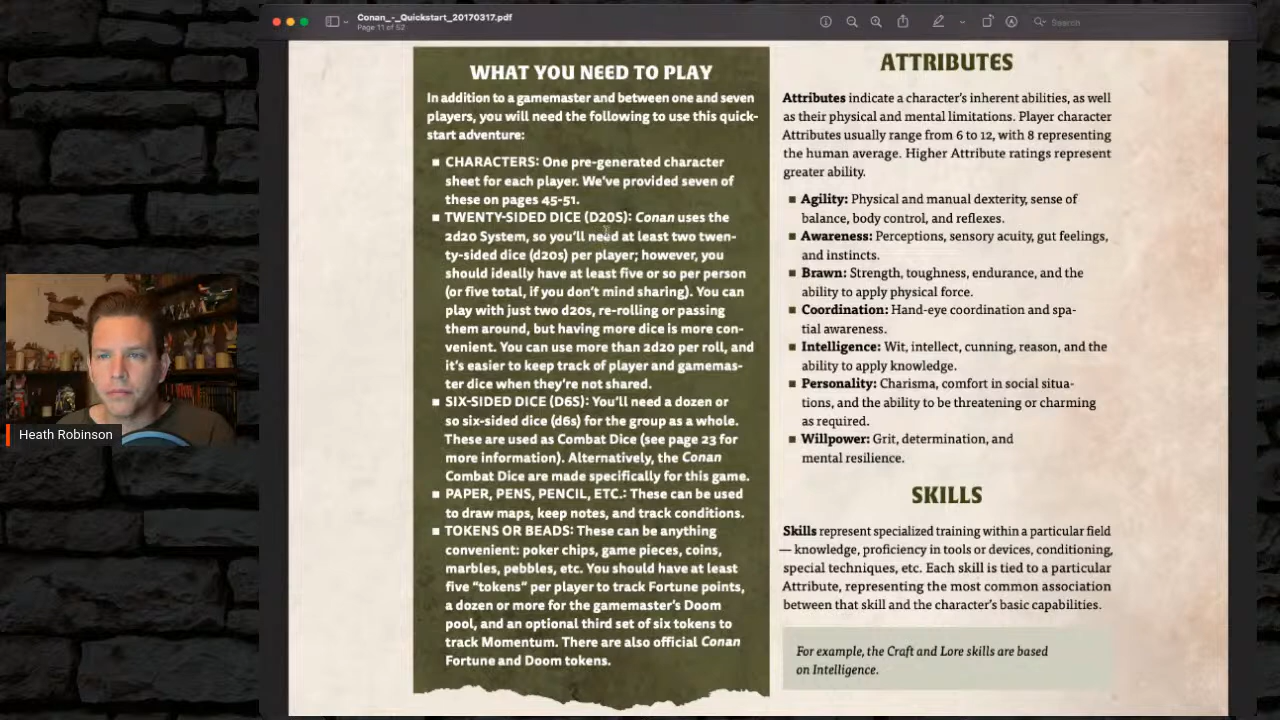 Conan_-_Quickstart_20170317.pdf
Page 11 of 52
Search
WHAT YOU NEED TO PLAY
In addition to a gamemaster and between one and seven
players, you will need the following to use this quick-
start adventure:
■ CHARACTERS: One pre-generated character
sheet for each player. We've provided seven of
these on pages 45-51.
■ TWENTY-SIDED DICE (D20S): Conan uses the
2d20 System, so you'll need at least two twen-
ty-sided dice (d20s) per player; however, you
should ideally have at least five or so per person
(or five total, if you don't mind sharing). You can
play with just two d20s, re-rolling or passing
them around, but having more dice is more con-
venient. You can use more than 2d20 per roll, and
it's easier to keep track of player and gamemas-
ter dice when they're not shared.
■ SIX-SIDED DICE (D6S): You'll need a dozen or
so six-sided dice (d6s) for the group as a whole.
These are used as Combat Dice (see page 23 for
more information). Alternatively, the Conan
Combat Dice are made specifically for this game.
■ PAPER, PENS, PENCIL, ETC.: These can be used
to draw maps, keep notes, and track conditions.
■ TOKENS OR BEADS: These can be anything
convenient: poker chips, game pieces, coins,
marbles, pebbles, etc. You should have at least
five "tokens" per player to track Fortune points,
a dozen or more for the gamemaster's Doom
pool, and an optional third set of six tokens to
track Momentum. There are also official Conan
Fortune and Doom tokens.
ATTRIBUTES
Attributes indicate a character's inherent abilities, as well
as their physical and mental limitations. Player character
Attributes usually range from 6 to 12, with 8 representing
the human average. Higher Attribute ratings represent
greater ability.
■ Agility: Physical and manual dexterity, sense of
balance, body control, and reflexes.
■ Awareness: Perceptions, sensory acuity, gut feelings,
and instincts.
■ Brawn: Strength, toughness, endurance, and the
ability to apply physical force.
■ Coordination: Hand-eye coordination and spa-
tial awareness.
■ Intelligence: Wit, intellect, cunning, reason, and the
ability to apply knowledge.
■ Personality: Charisma, comfort in social situa-
tions, and the ability to be threatening or charming
as required.
■ Willpower: Grit, determination, and
mental resilience.
SKILLS
Skills represent specialized training within a particular field
— knowledge, proficiency in tools or devices, conditioning,
special techniques, etc. Each skill is tied to a particular
Attribute, representing the most common association
between that skill and the character's basic capabilities.
For example, the Craft and Lore skills are based
on Intelligence.
Heath Robinson